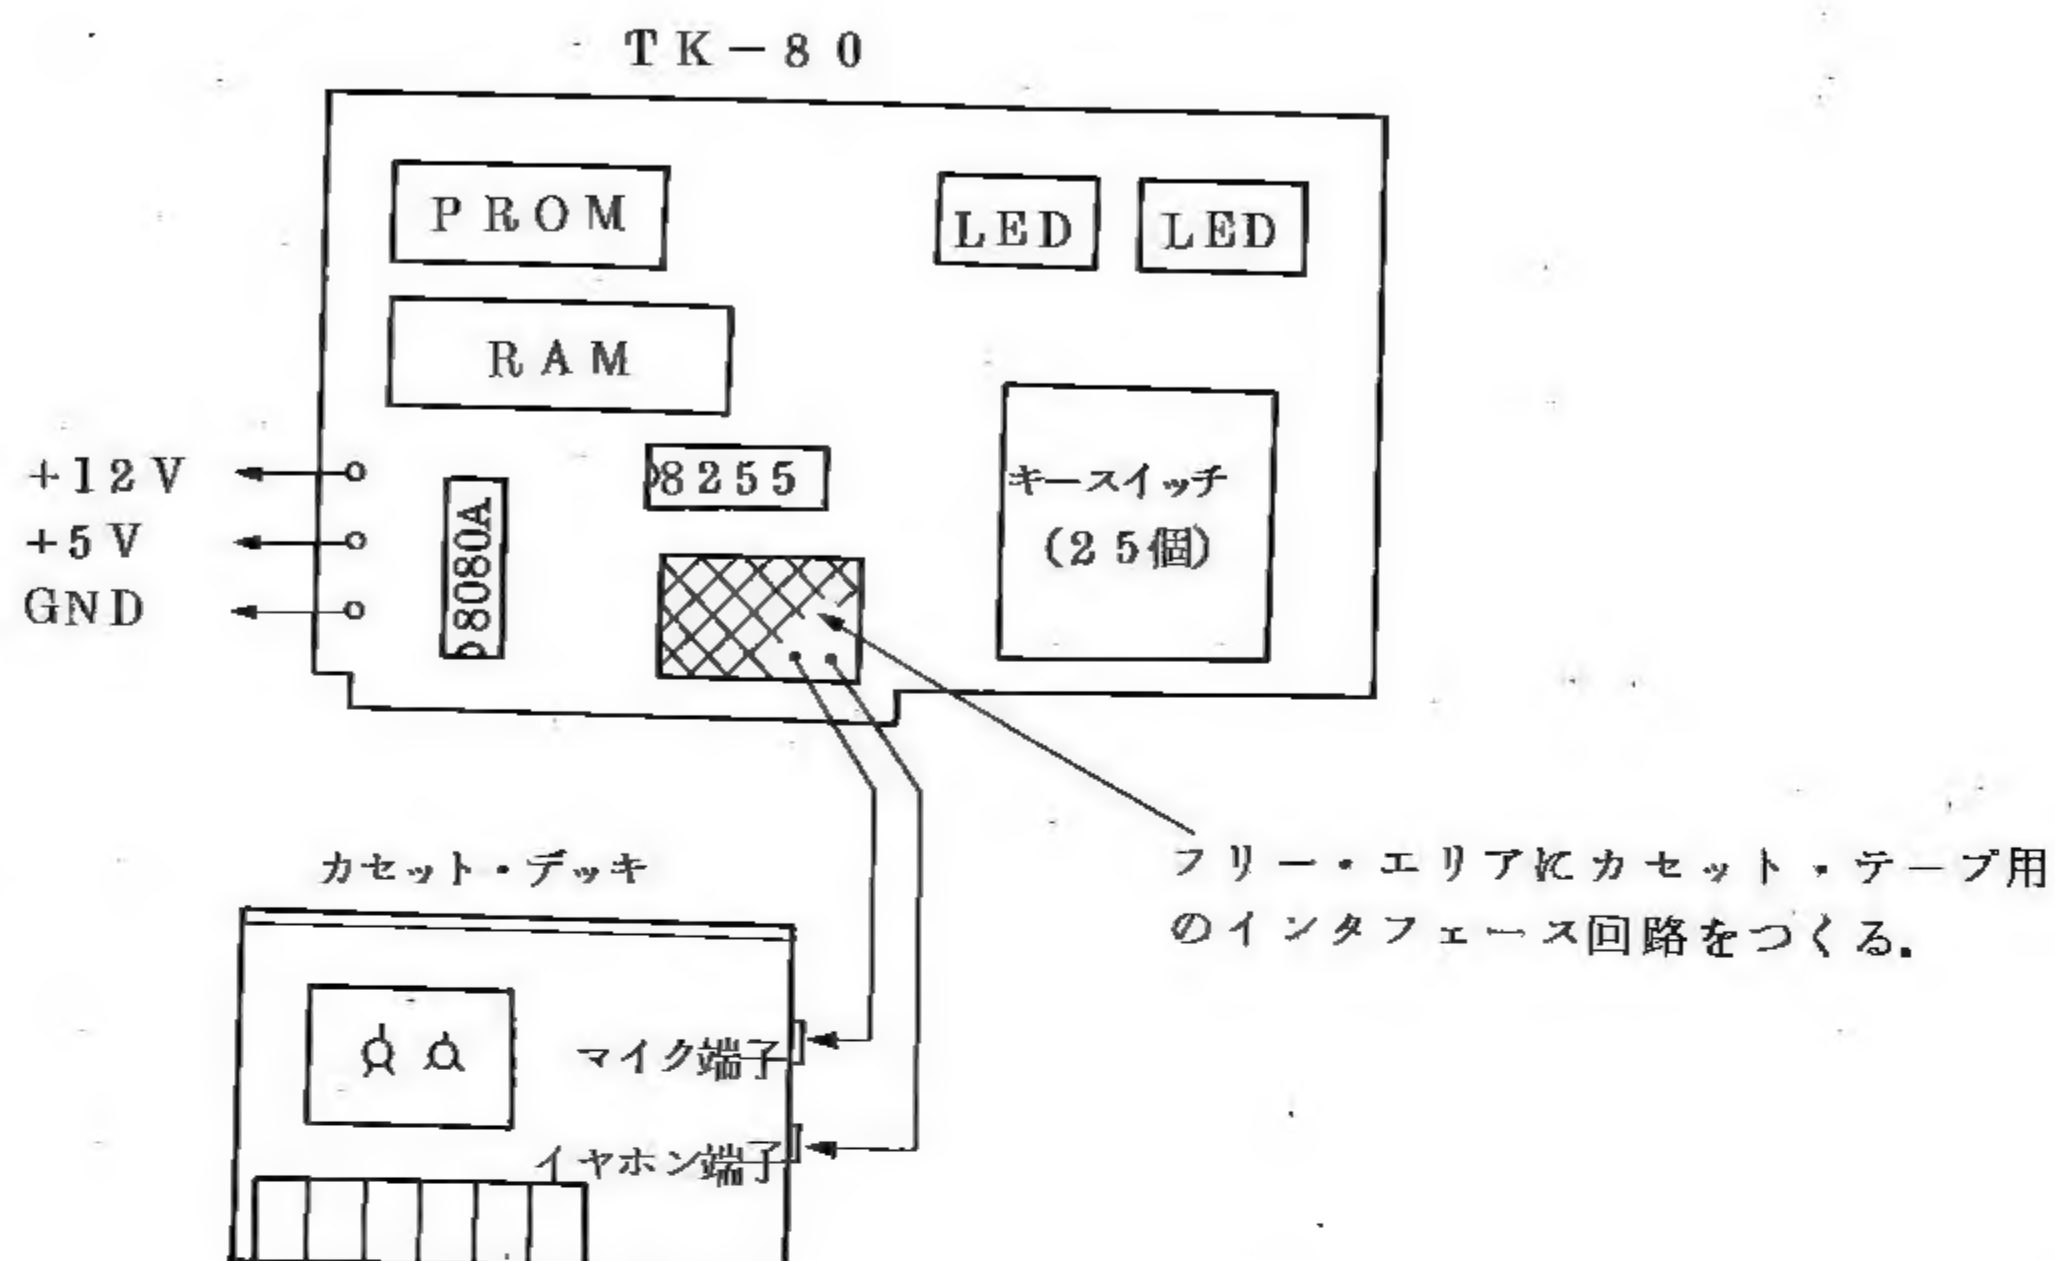 TK-80
PROM
LED
LED
RAM
+12V
8255
キースイッチ
(25個)
+5V
8080A
GND
カセット・デッキ
フリー・エリアにカセット・テープ用
のインタフェース回路をつくる.
マイク端子
イヤホン端子